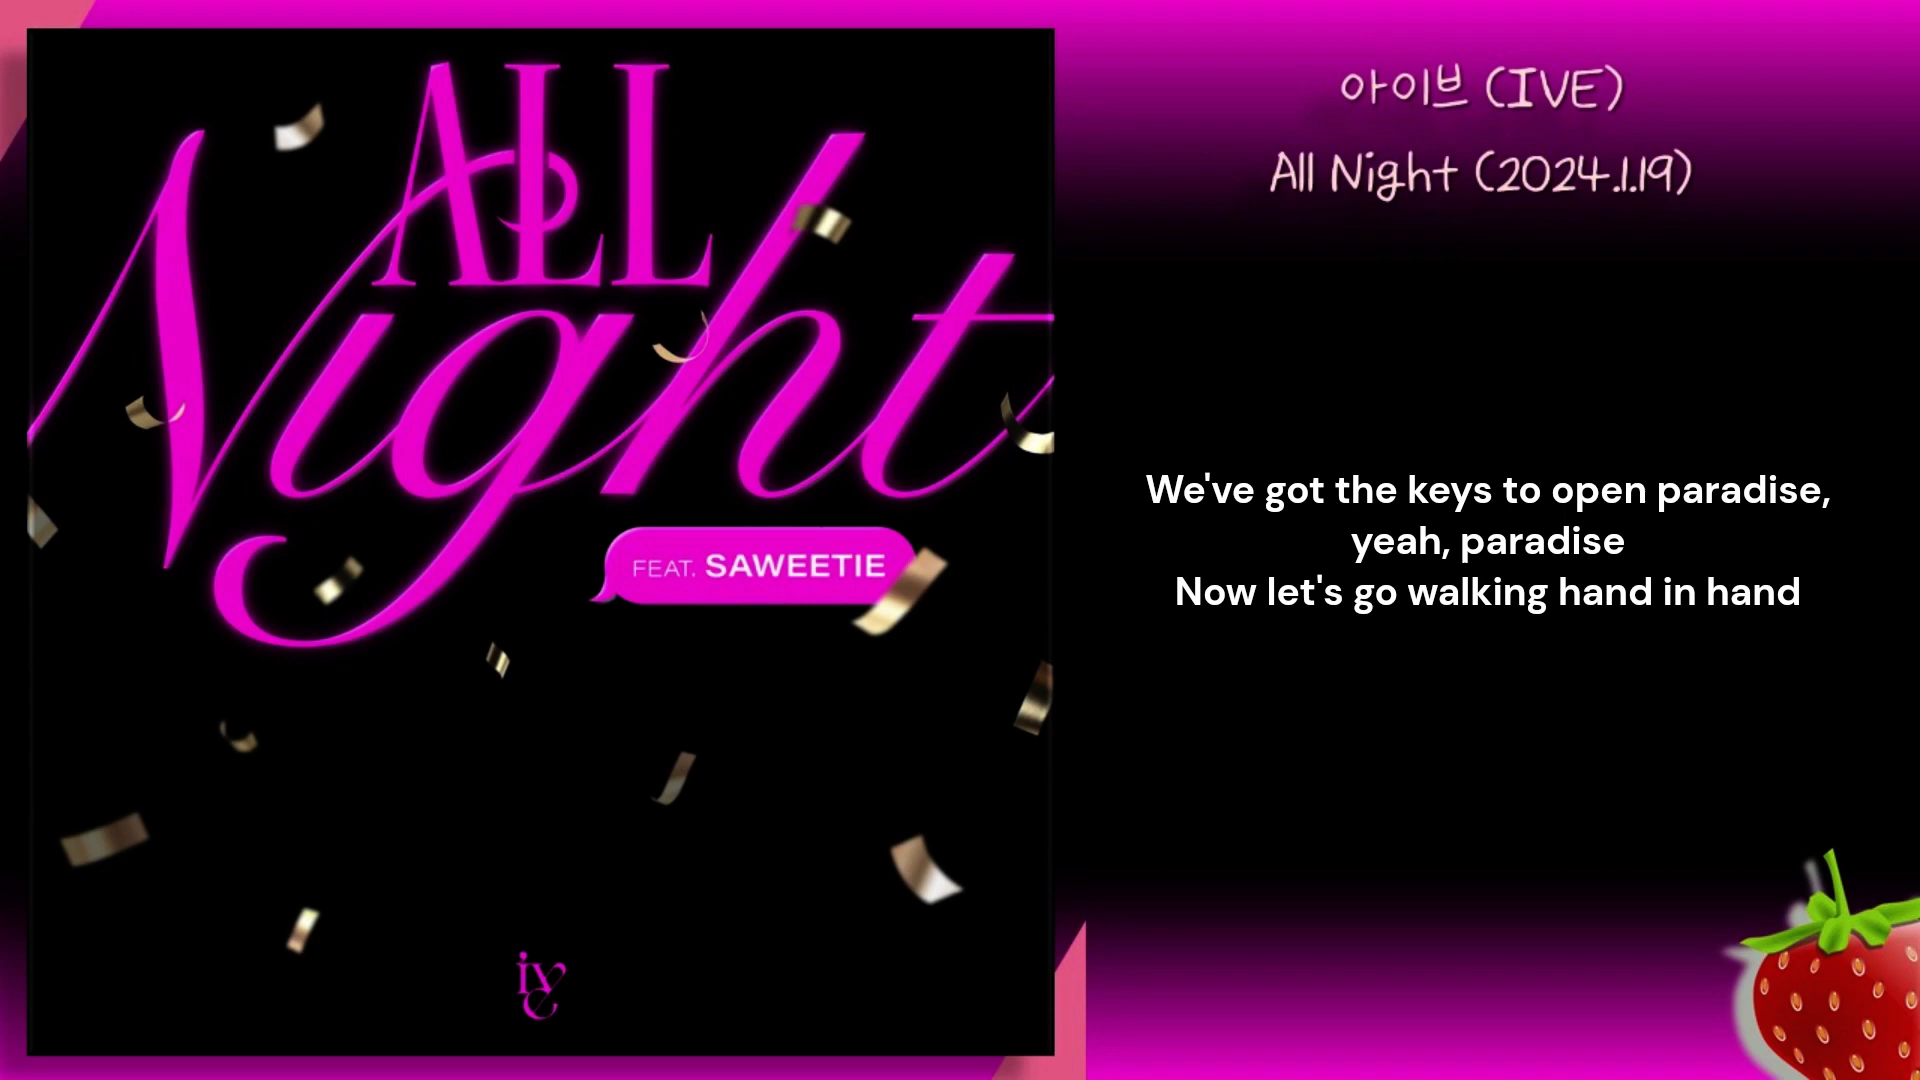 ALL
Night
FEAT. SAWEETIE
ive
아이브 (IVE)
All Night (2024.1.19)
We've got the keys to open paradise,
yeah, paradise
Now let's go walking hand in hand